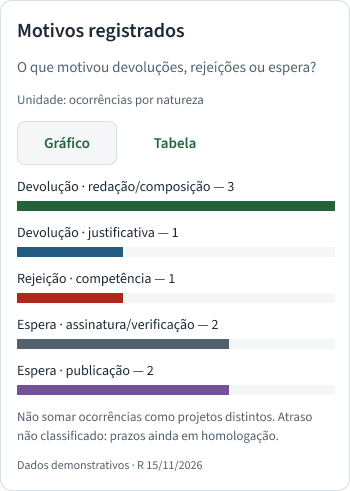 Motivos registrados
O que motivou devoluções, rejeições ou espera?
Unidade: ocorrências por natureza
Gráfico
Tabela
Devolução · redação/composição — 3
Devolução · justificativa — 1
Rejeição · competência — 1
Espera · assinatura/verificação — 2
Espera · publicação — 2
Não somar ocorrências como projetos distintos. Atraso
não classificado: prazos ainda em homologação.
Dados demonstrativos · R 15/11/2026